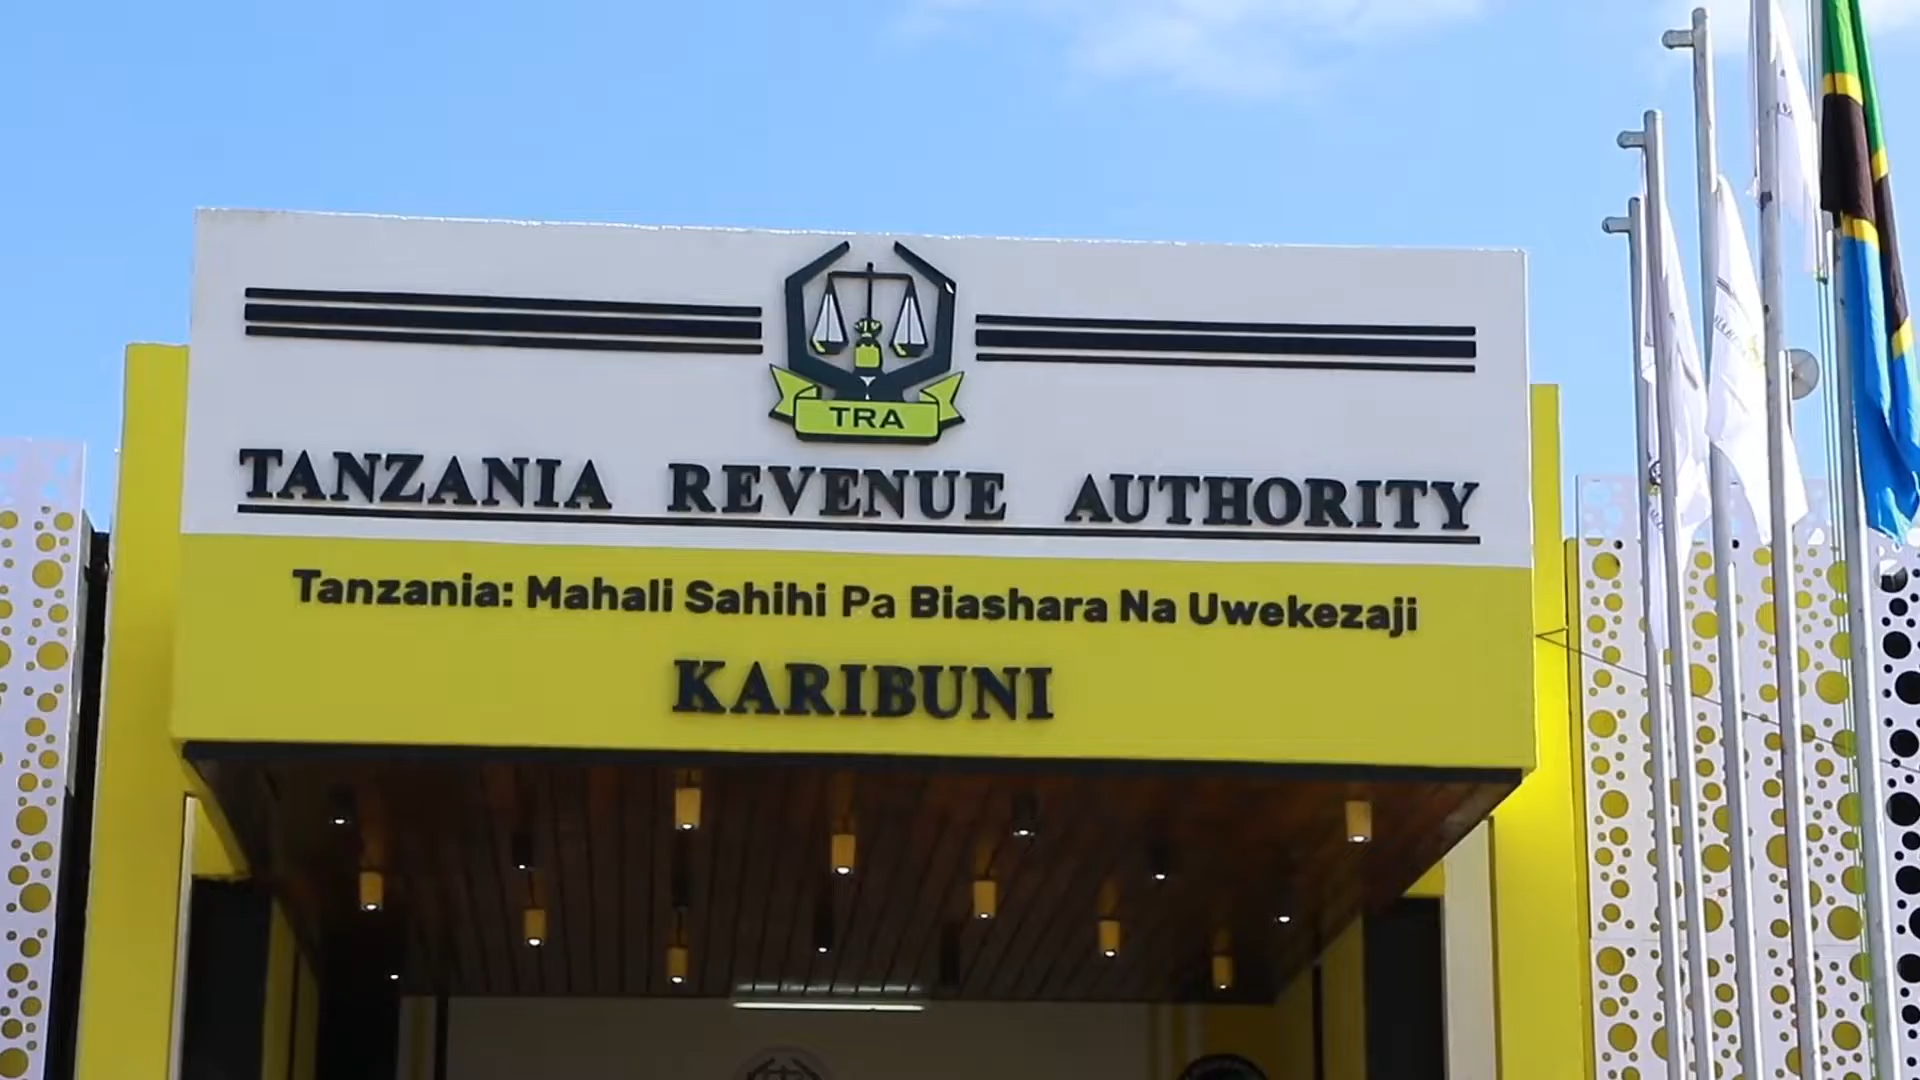 TRA
TANZANIA REVENUE AUTHORITY
Tanzania: Mahali Sahihi Pa Biashara Na Uwekezaji
KARIBUNI